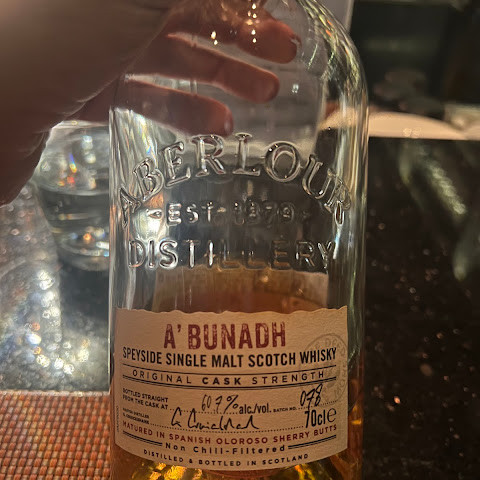 ABERLOUR
EST 1879
DISTILLERY
A'BUNADH
SPEYSIDE SINGLE MALT SCOTCH WHISKY
ORIGINAL CASK STRENGTH
BOTTLED STRAIGHT
FROM THE CASK AT 60.7% alc/vol. BATCH NO. 078
70cl e
MATURED IN SPANISH OLOROSO SHERRY BUTTS
Non Chill-Filtered
DISTILLED & BOTTLED IN SCOTLAND